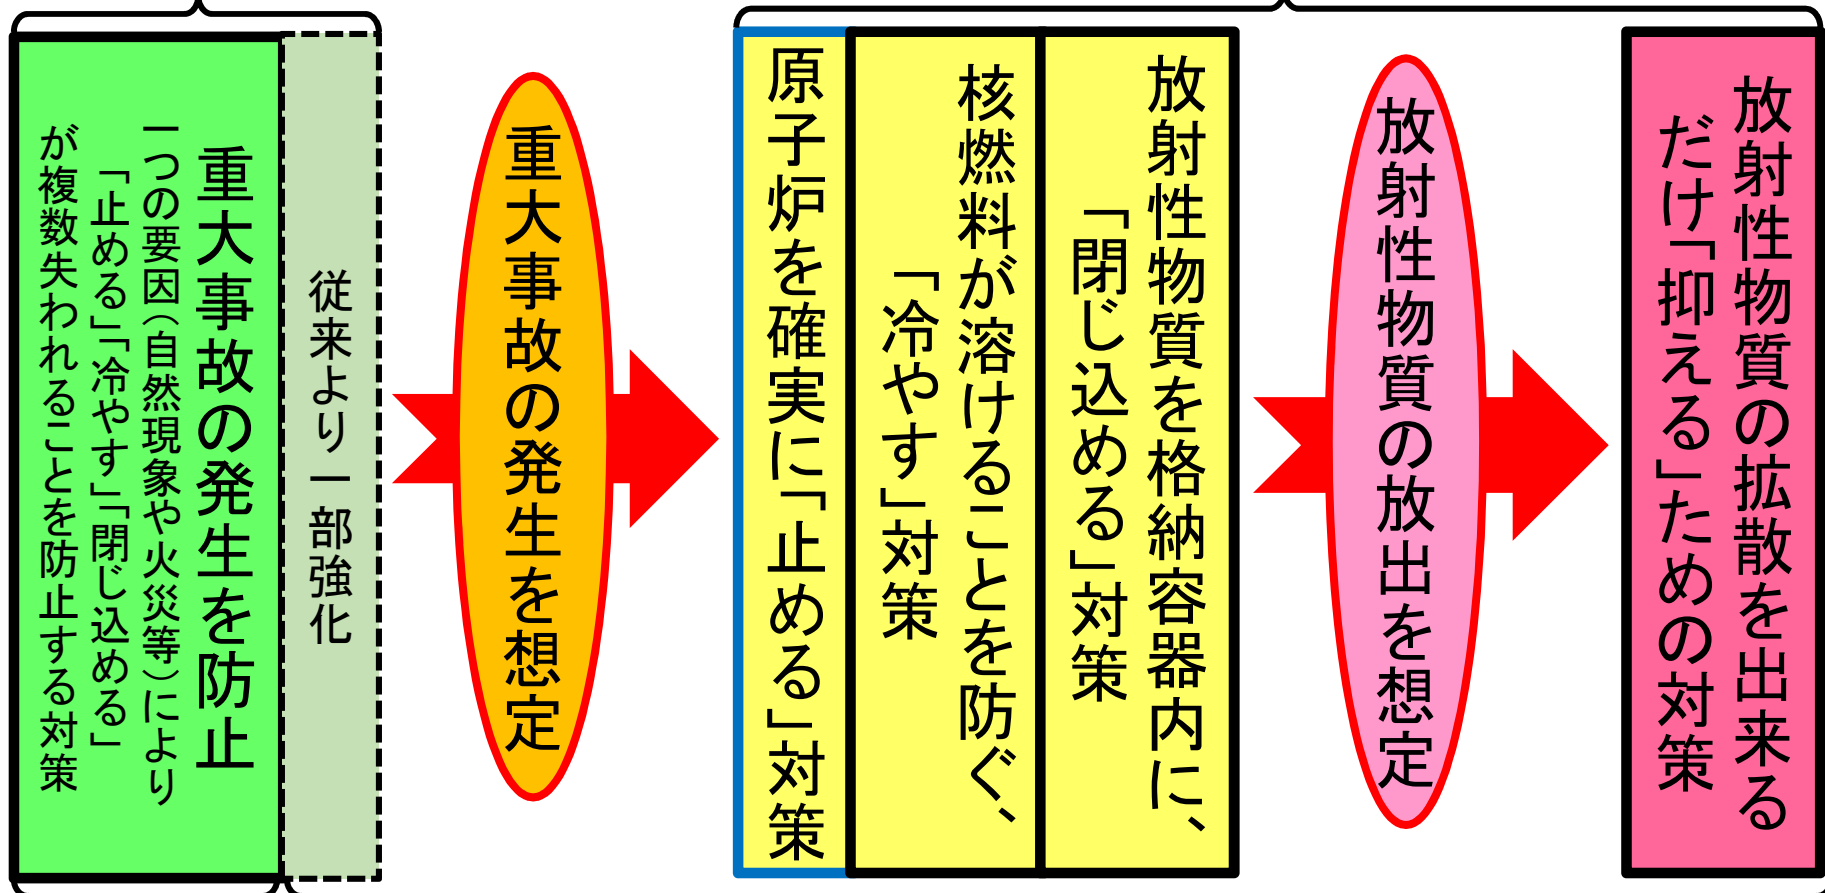 重大事故の発生を防止
一つの要因(自然現象や火災等)により
「止める」「冷やす」「閉じ込める」
が複数失われることを防止する対策
従来より一部強化
重大事故の発生を想定
原子炉を確実に「止める」対策
核燃料が溶けることを防ぐ、
「冷やす」対策
放射性物質を格納容器内に、
「閉じ込める」対策
放射性物質の放出を想定
放射性物質の拡散を出来る
だけ「抑える」ための対策